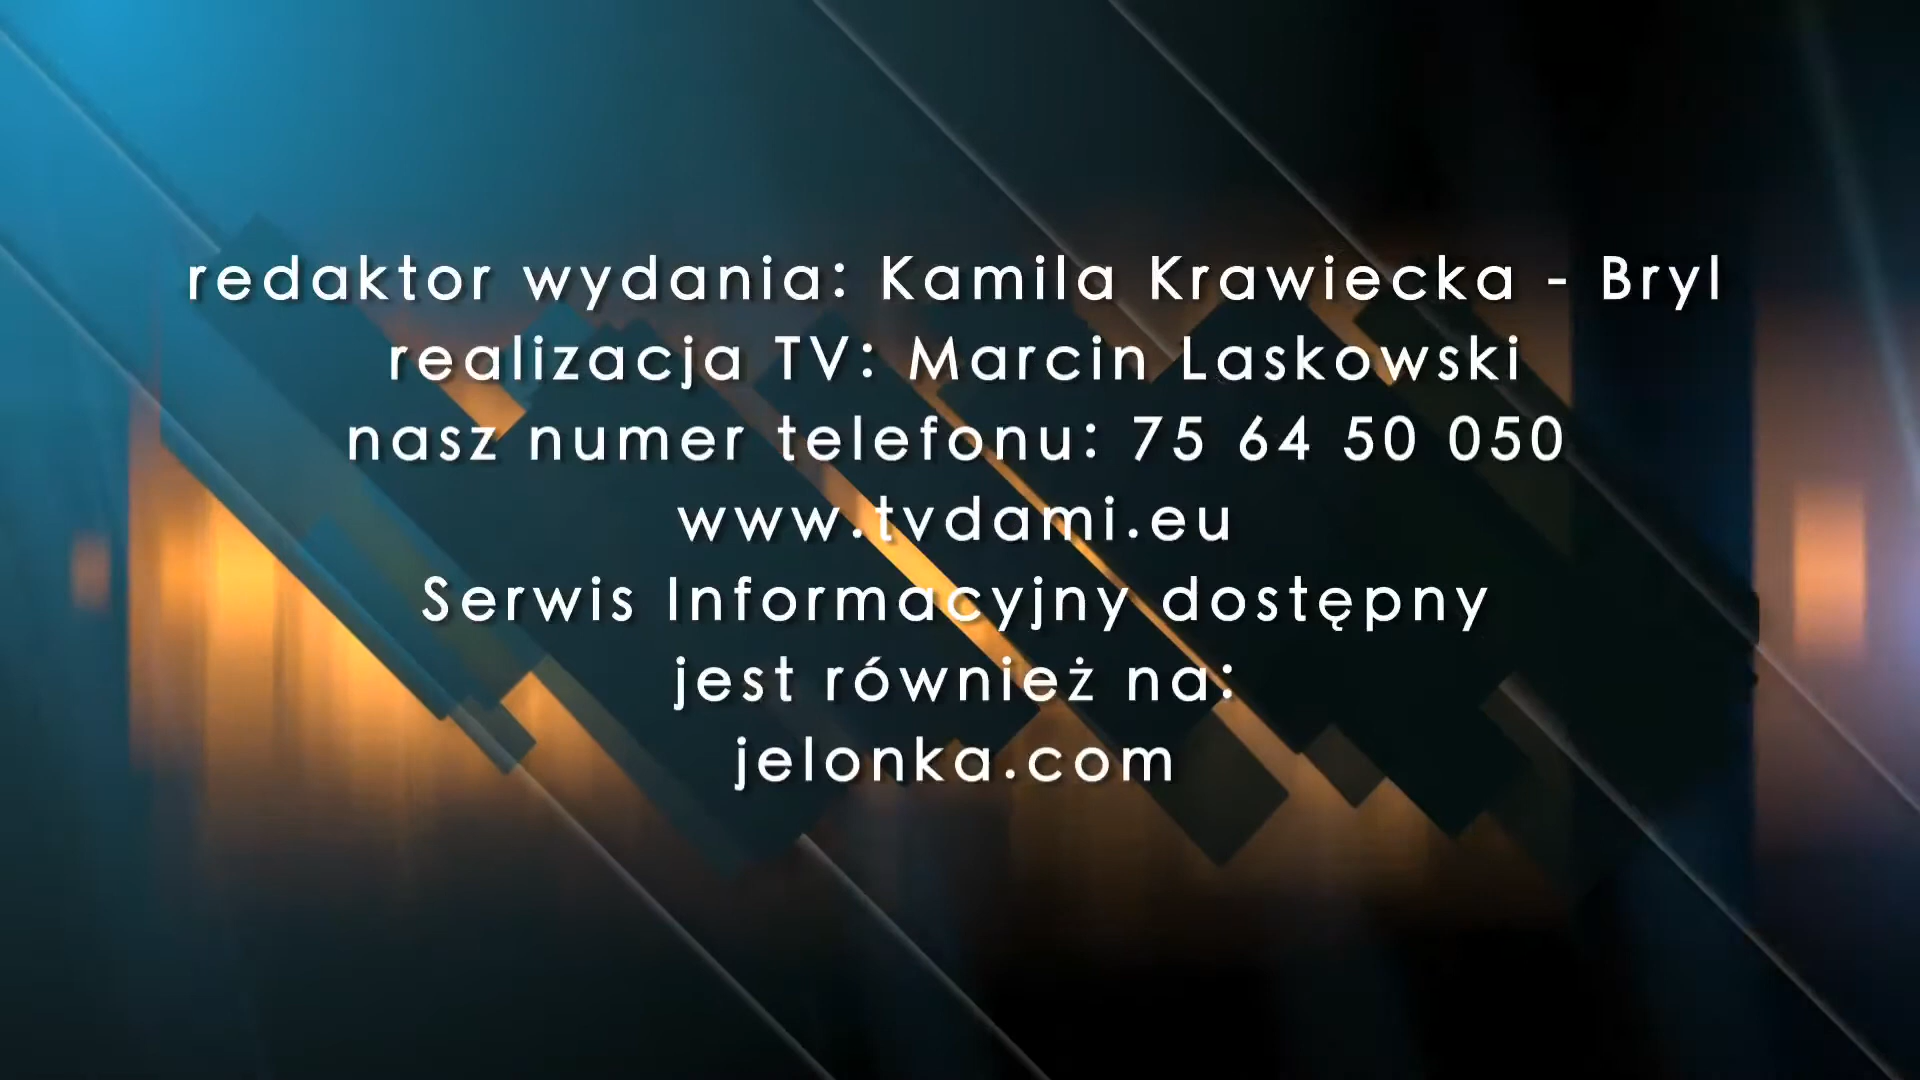 redaktor wydania: Kamila Krawiecka - Bryl
realizacja TV: Marcin Laskowski
nasz numer telefonu: 75 64 50 050
www.tvdami.eu
Serwis Informacyjny dostępny
jest również na:
jelonka.com